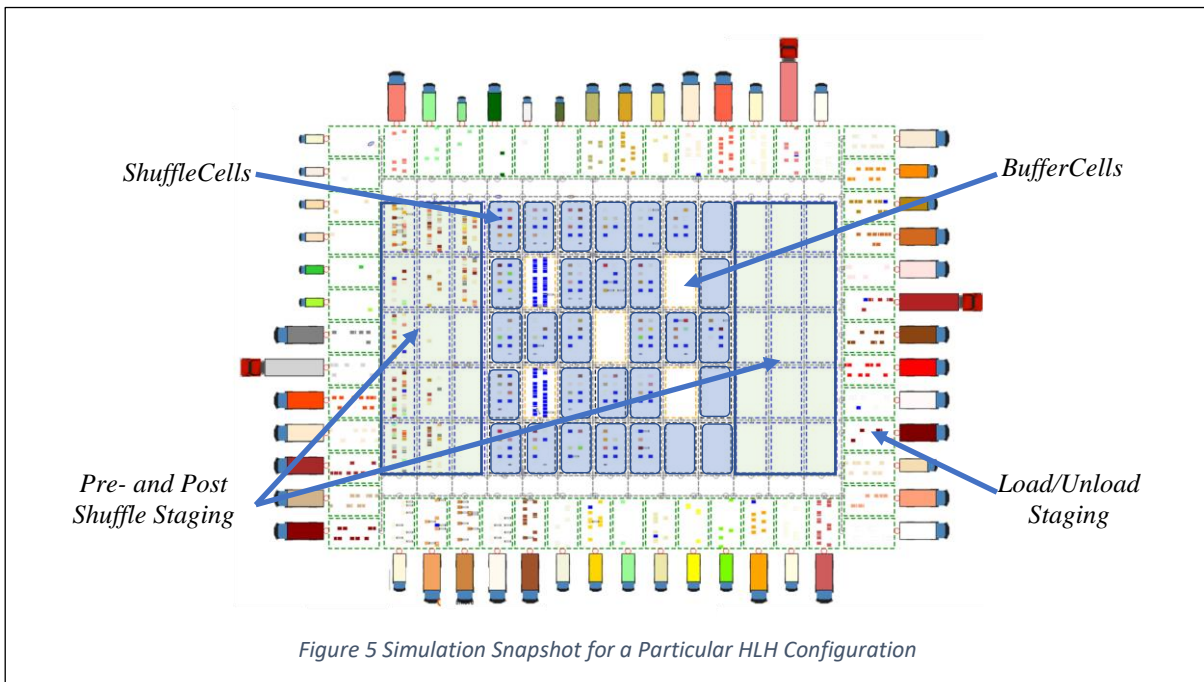 ShuffleCells
BufferCells
Pre- and Post
Shuffle Staging
Load/Unload
Staging
Figure 5 Simulation Snapshot for a Particular HLH Configuration